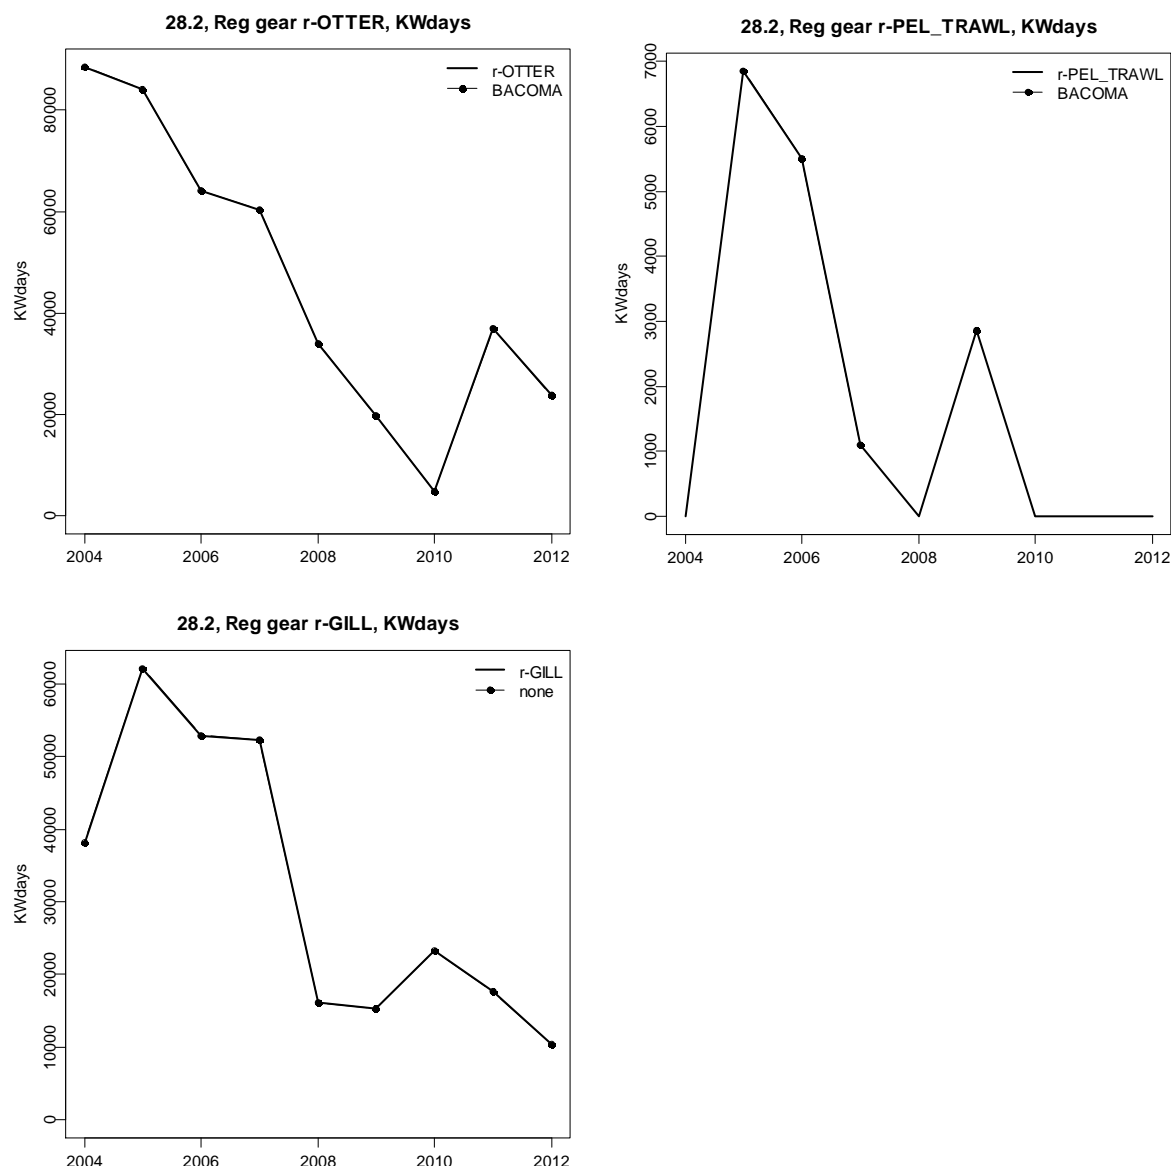 28.2, Reg gear r-OTTER, KWdays
r-OTTER
BACOMA
KWdays
80000
60000
40000
20000
0
2004 2006 2008 2010 2012
28.2, Reg gear r-PEL_TRAWL, KWdays
r-PEL_TRAWL
BACOMA
KWdays
7000
6000
5000
4000
3000
2000
1000
0
2004 2006 2008 2010 2012
28.2, Reg gear r-GILL, KWdays
r-GILL
none
KWdays
60000
50000
40000
30000
20000
10000
0
2004 2006 2008 2010 2012